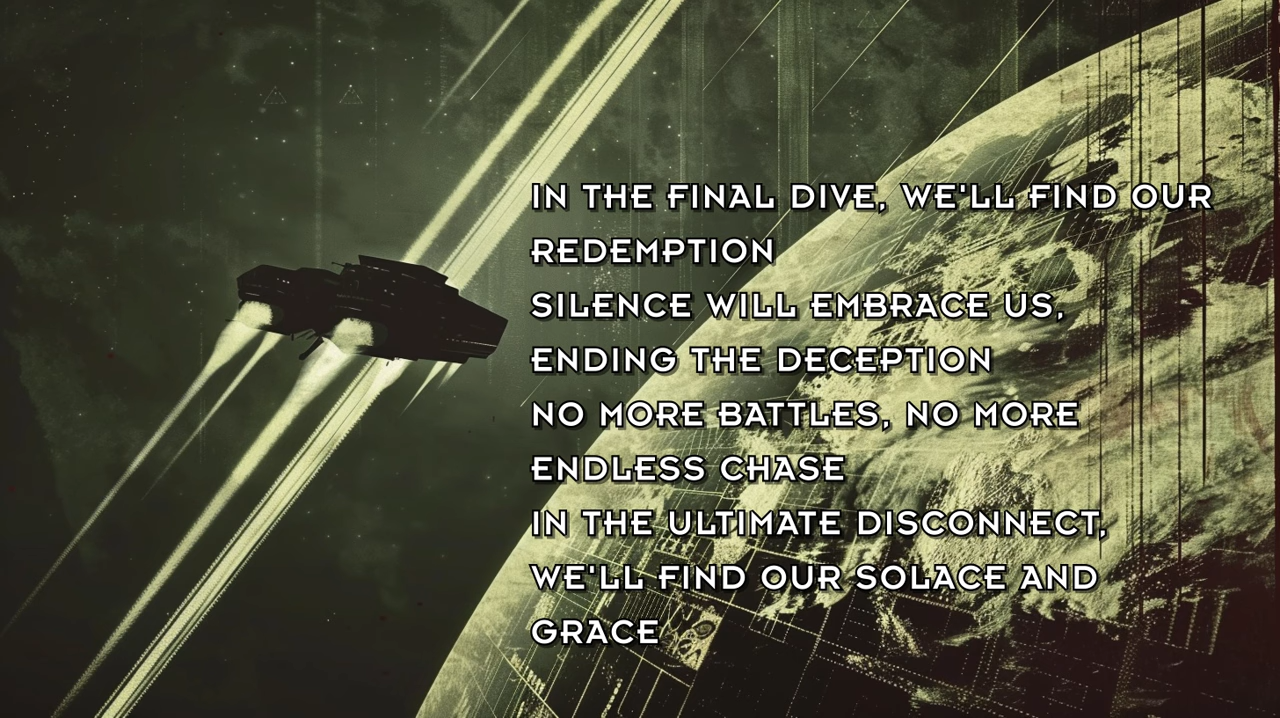 IN THE FINAL DIVE, WE'LL FIND OUR
REDEMPTION
SILENCE WILL EMBRACE US,
ENDING THE DECEPTION
NO MORE BATTLES, NO MORE
ENDLESS CHASE
IN THE ULTIMATE DISCONNECT,
WE'LL FIND OUR SOLACE AND
GRACE